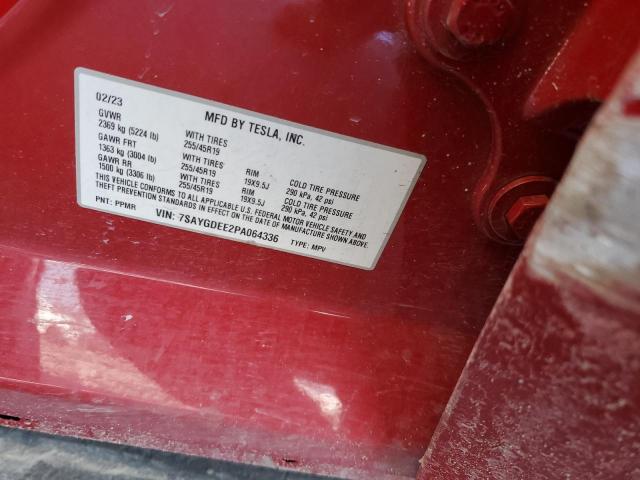 02/23 MFD BY TESLA, INC.
GVWR
2369 kg (5224 lb) WITH TIRES
GAWR FRT 255/45R19 RIM COLD TIRE PRESSURE
1363 kg (3004 lb) WITH TIRES 19X9.5J 290 kPa, 42 psi
GAWR RR 255/45R19 RIM COLD TIRE PRESSURE
1500 kg (3306 lb) WITH TIRES 19X9.5J 290 kPa, 42 psi
255/45R19
THIS VEHICLE CONFORMS TO ALL APPLICABLE U.S. FEDERAL MOTOR VEHICLE SAFETY AND
THEFT PREVENTION STANDARDS IN EFFECT ON THE DATE OF MANUFACTURE SHOWN ABOVE.
PNT: PPMR VIN: 7SAYGDEE2PA064336 TYPE: MPV